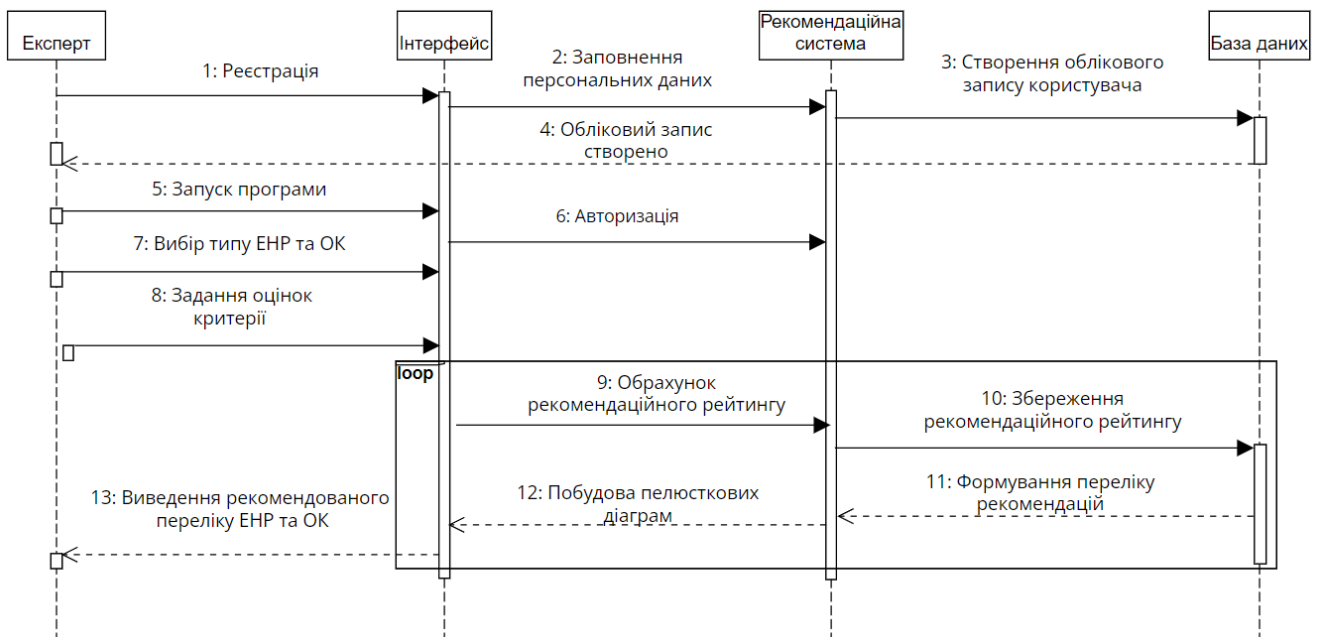 Експерт
Інтерфейс
Рекомендаційна
система
База даних
1: Реєстрація
2: Заповнення
персональних даних
3: Створення облікового
запису користувача
4: Обліковий запис
створено
5: Запуск програми
6: Авторизація
7: Вибір типу ЕНР та ОК
8: Задання оцінок
критерії
loop
9: Обрахунок
рекомендаційного рейтингу
10: Збереження
рекомендаційного рейтингу
11: Формування переліку
рекомендацій
12: Побудова пелюсткових
діаграм
13: Виведення рекомендованого
переліку ЕНР та ОК